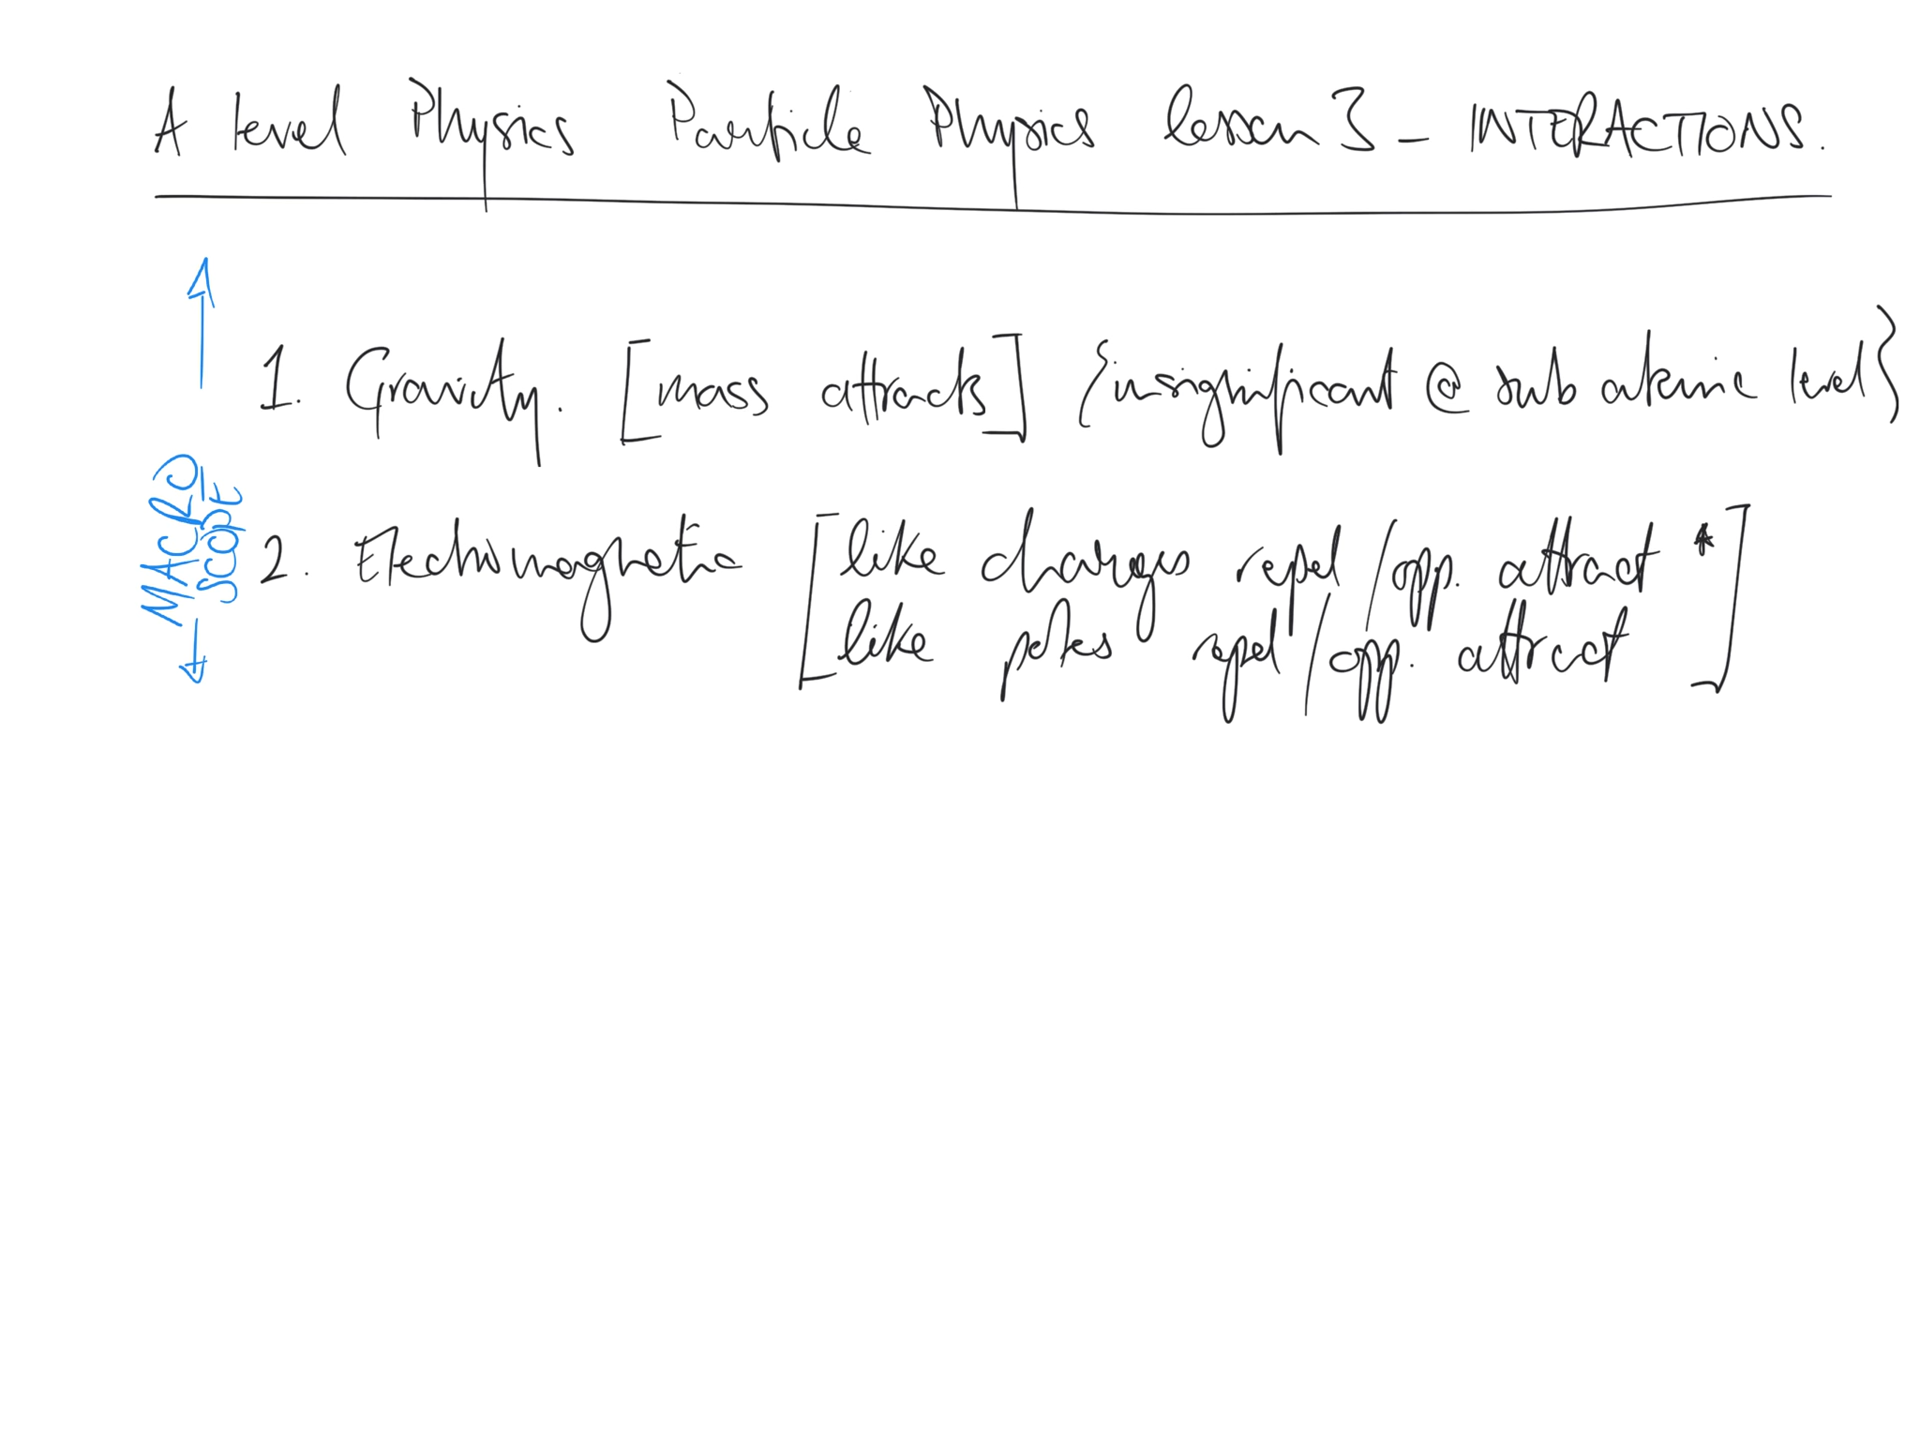 A level Physics Particle Physics lesson 3 - INTERACTIONS.
1. Gravity. [mass attracts] {insignificant @ sub atomic level}
MACRO
SCOPE
2. Electromagnetic [like charges repel / opp. attract *
like poles repel / opp. attract ]